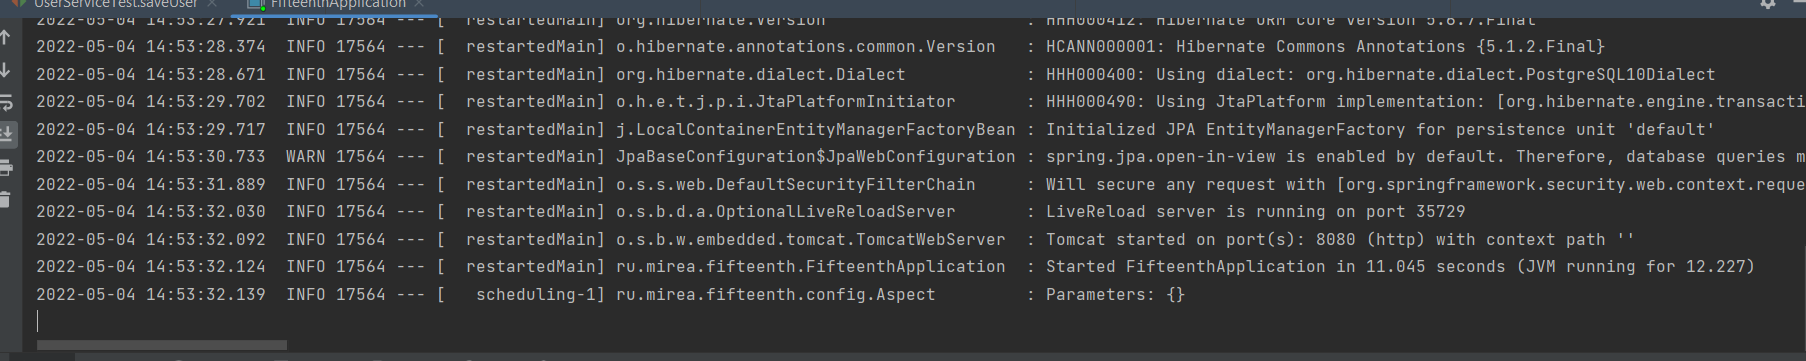 UserServiceTest.saveUser × FifteenthApplication ×
2022-05-04 14:53:27.921  INFO 17564 --- [  restartedMain] org.hibernate.Version                    : HHH000412: Hibernate ORM core version 5.6.7.Final
2022-05-04 14:53:28.374  INFO 17564 --- [  restartedMain] o.hibernate.annotations.common.Version   : HCANN000001: Hibernate Commons Annotations {5.1.2.Final}
2022-05-04 14:53:28.671  INFO 17564 --- [  restartedMain] org.hibernate.dialect.Dialect            : HHH000400: Using dialect: org.hibernate.dialect.PostgreSQL10Dialect
2022-05-04 14:53:29.702  INFO 17564 --- [  restartedMain] o.h.e.t.j.p.i.JtaPlatformInitiator       : HHH000490: Using JtaPlatform implementation: [org.hibernate.engine.transacti
2022-05-04 14:53:29.717  INFO 17564 --- [  restartedMain] j.LocalContainerEntityManagerFactoryBean : Initialized JPA EntityManagerFactory for persistence unit 'default'
2022-05-04 14:53:30.733  WARN 17564 --- [  restartedMain] JpaBaseConfiguration$JpaWebConfiguration : spring.jpa.open-in-view is enabled by default. Therefore, database queries m
2022-05-04 14:53:31.889  INFO 17564 --- [  restartedMain] o.s.s.web.DefaultSecurityFilterChain     : Will secure any request with [org.springframework.security.web.context.reque
2022-05-04 14:53:32.030  INFO 17564 --- [  restartedMain] o.s.b.d.a.OptionalLiveReloadServer       : LiveReload server is running on port 35729
2022-05-04 14:53:32.092  INFO 17564 --- [  restartedMain] o.s.b.w.embedded.tomcat.TomcatWebServer  : Tomcat started on port(s): 8080 (http) with context path ''
2022-05-04 14:53:32.124  INFO 17564 --- [  restartedMain] ru.mirea.fifteenth.FifteenthApplication  : Started FifteenthApplication in 11.045 seconds (JVM running for 12.227)
2022-05-04 14:53:32.139  INFO 17564 --- [   scheduling-1] ru.mirea.fifteenth.config.Aspect         : Parameters: {}